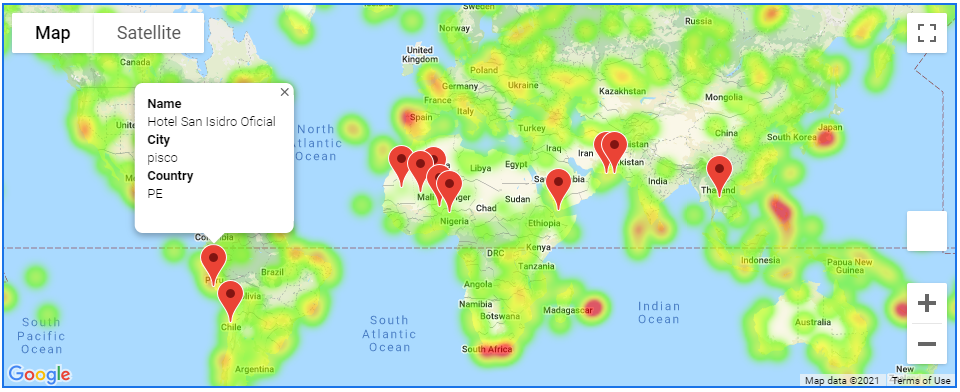 Map
Satellite
Sweden
Norway
Canada
United
Kingdom
Poland
Germany
Ukraine
Kazakhstan
France
Mongolia
Name
Hotel San Isidro Oficial
City
pisco
Country
PE
Unit
North
Atlantic
Ocean
Spain
Italy
Turkey
China
Japan
South Korea
Iraq
Iran
Libya
Egypt
India
Thailand
Mali
Chad
Sudan
Nigeria
Ethiopia
Kenya
DRC
Indonesia
Papua New
Guinea
Tanzania
Brazil
Peru
Bolivia
Angola
Namibia
Botswana
Madagascar
Indian
Ocean
Chile
South
Pacific
Ocean
South
Atlantic
Ocean
Australia
South Africa
Argentina
New
Google
Map data ©2021
Terms of Use